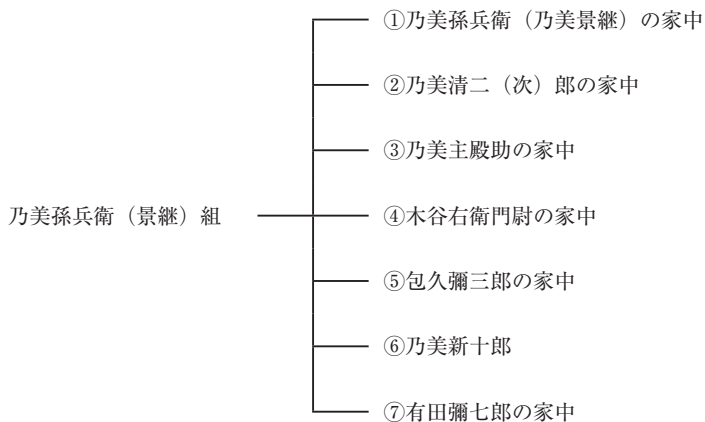 ①乃美孫兵衛（乃美景継）の家中
②乃美清二（次）郎の家中
③乃美主殿助の家中
乃美孫兵衛（景継）組
④木谷右衛門尉の家中
⑤包久彌三郎の家中
⑥乃美新十郎
⑦有田彌七郎の家中